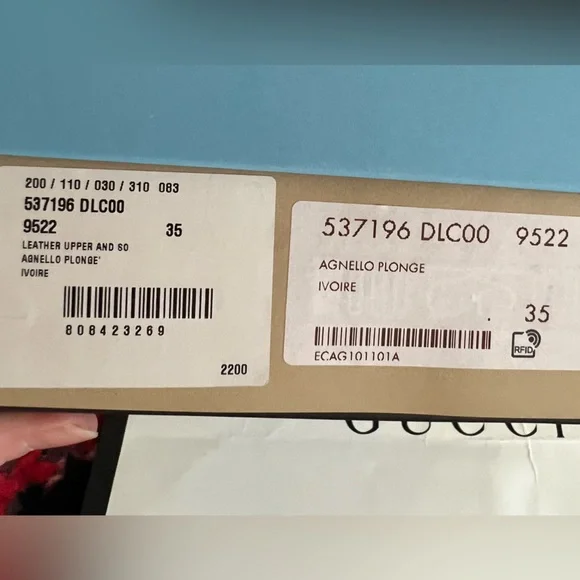 200 / 110 / 030 / 310 083
537196 DLC00
9522 35
LEATHER UPPER AND SO
AGNELLO PLONGE'
IVOIRE
808423269
2200
537196 DLC00 9522
AGNELLO PLONGE
IVOIRE
. 35
ECAG101101A
RFID
GUCCI